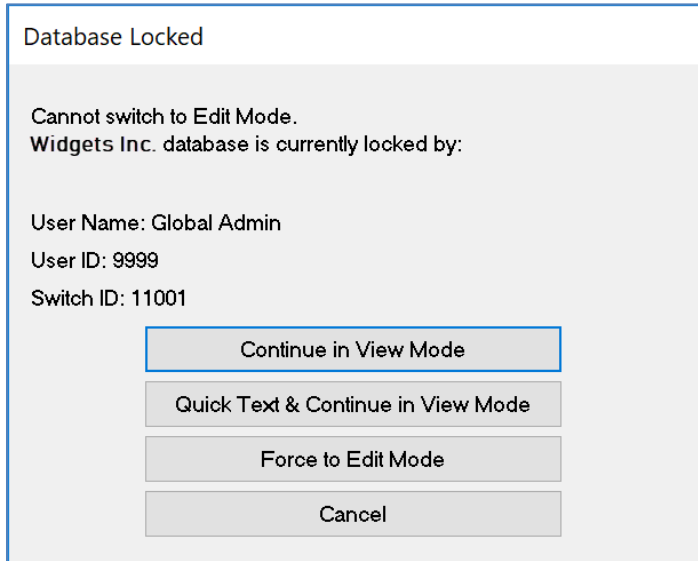 Database Locked
Cannot switch to Edit Mode.
Widgets Inc. database is currently locked by:
User Name: Global Admin
User ID: 9999
Switch ID: 11001
Continue in View Mode
Quick Text & Continue in View Mode
Force to Edit Mode
Cancel